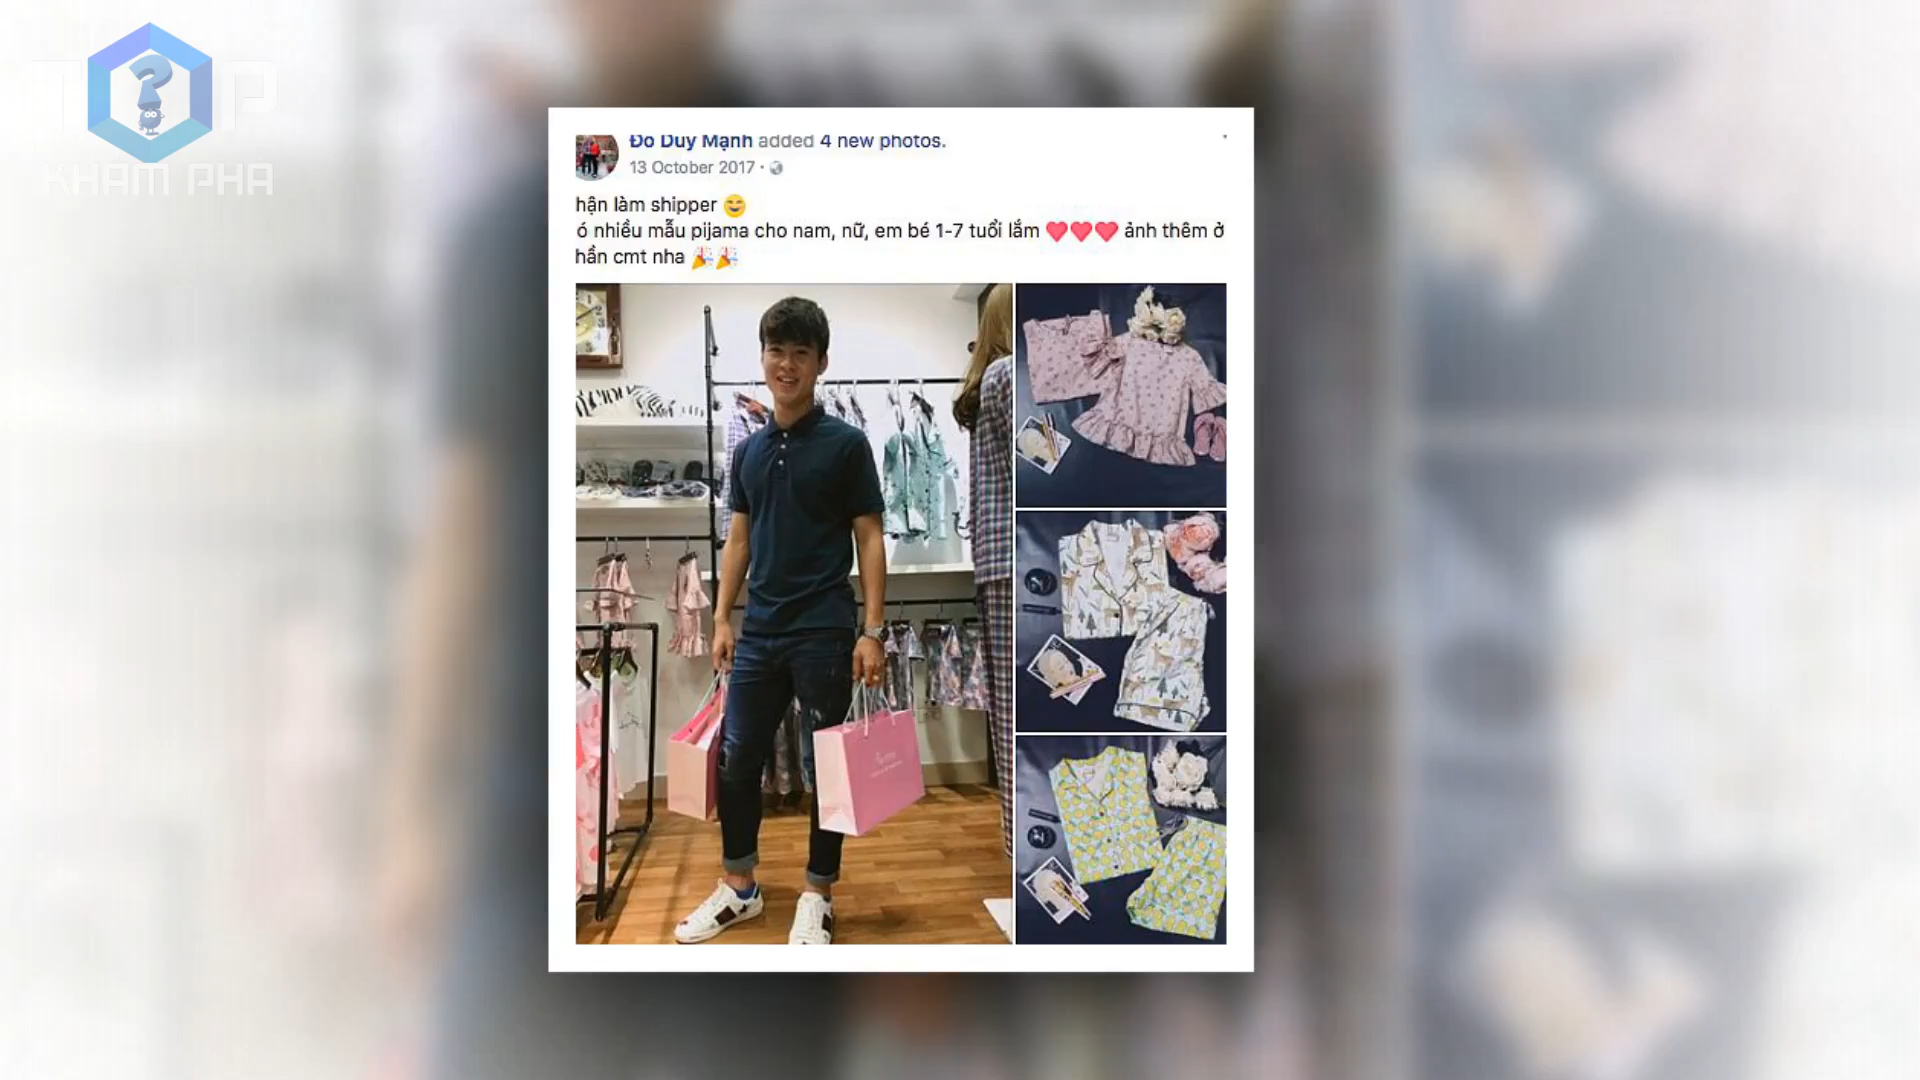 TOP
KHÁM PHÁ
Đỗ Duy Mạnh added 4 new photos.
13 October 2017 ·
hận làm shipper 😄
ó nhiều mẫu pijama cho nam, nữ, em bé 1-7 tuổi lắm ❤️❤️❤️ ảnh thêm ở
hần cmt nha 🎉🎉